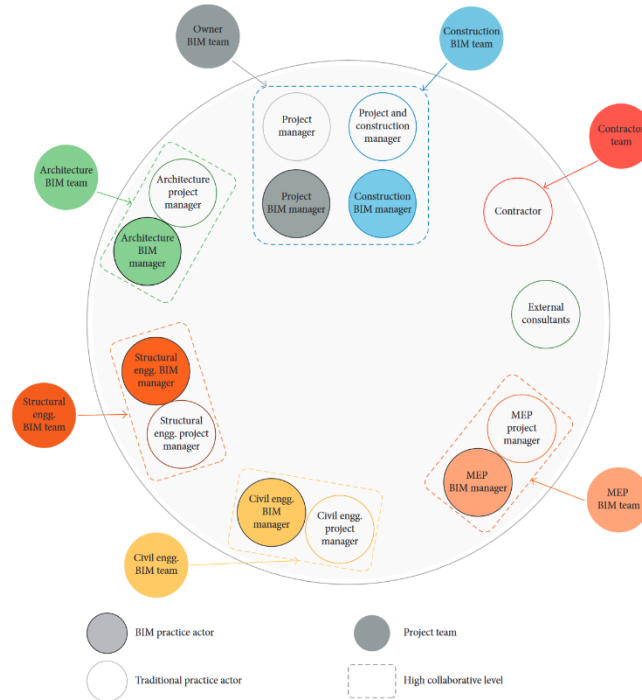 Owner
BIM team
Construction
BIM team
Project
manager
Project and
construction
manager
Contractor
team
Architecture
BIM team
Architecture
project
manager
Project
BIM manager
Construction
BIM manager
Contractor
Architecture
BIM
manager
External
consultants
Structural
engg. BIM
manager
Structural
engg.
BIM team
Structural
engg. project
manager
MEP
project
manager
MEP
BIM manager
MEP
BIM team
Civil engg.
BIM
manager
Civil engg.
project
manager
Civil engg.
BIM team
BIM practice actor
Project team
Traditional practice actor
High collaborative level